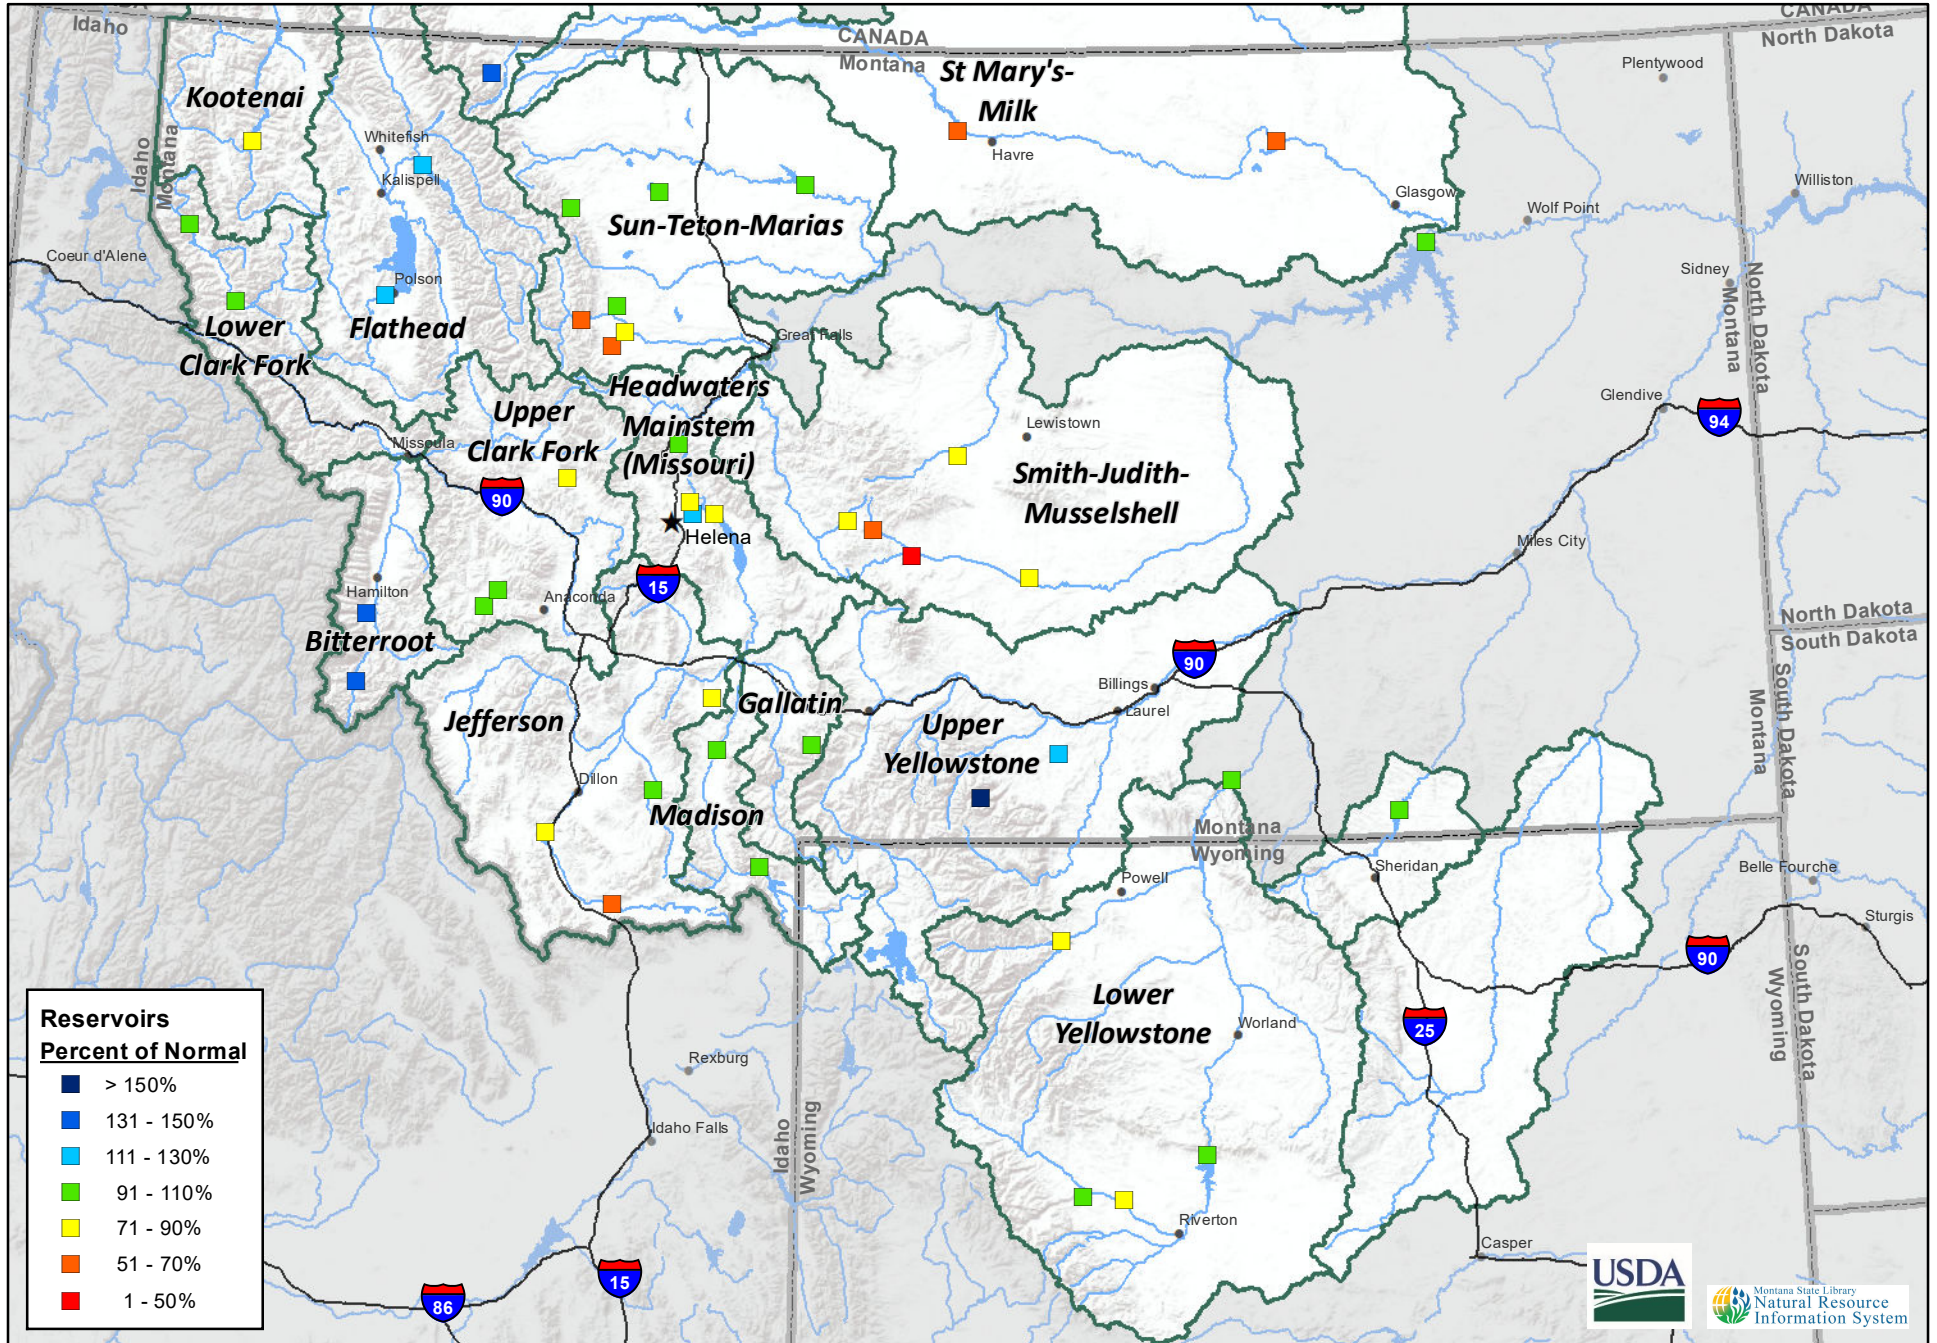 CANADA
Idaho
CANADA
Montana
CANADA
North Dakota
Plentywood
St Mary's-
Milk
Kootenai
Whitefish
Havre
Idaho
Montana
Kalispell
Glasgow
Williston
Wolf Point
Sun-Teton-Marias
Coeur d'Alene
Polson
Sidney
North Dakota
Montana
Lower
Clark Fork
Flathead
Great Falls
Headwaters
Mainstem
(Missouri)
Upper
Clark Fork
Glendive
94
Lewistown
Missoula
Smith-Judith-
Musselshell
90
Helena
Miles City
15
Hamilton
Anaconda
North Dakota
South Dakota
Bitterroot
90
Billings
Laurel
Jefferson
Gallatin
Upper
Yellowstone
South Dakota
Montana
Dillon
Madison
Montana
Wyoming
Powell
Sheridan
Belle Fourche
Sturgis
90
Lower
Yellowstone
Worland
25
South Dakota
Wyoming
Rexburg
Idaho Falls
Idaho
Wyoming
Riverton
Casper
15
86
Reservoirs
Percent of Normal
> 150%
131 - 150%
111 - 130%
91 - 110%
71 - 90%
51 - 70%
1 - 50%
USDA
Montana State Library
Natural Resource
Information System